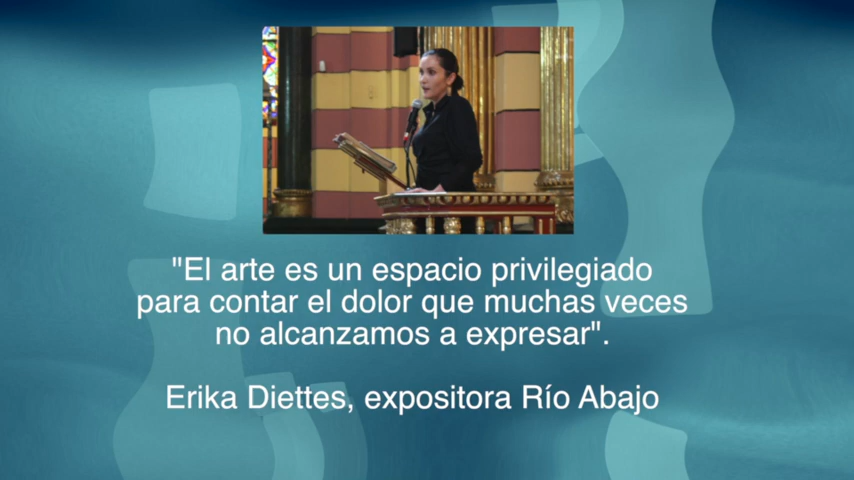 "El arte es un espacio privilegiado
para contar el dolor que muchas veces
no alcanzamos a expresar".
Erika Diettes, expositora Río Abajo